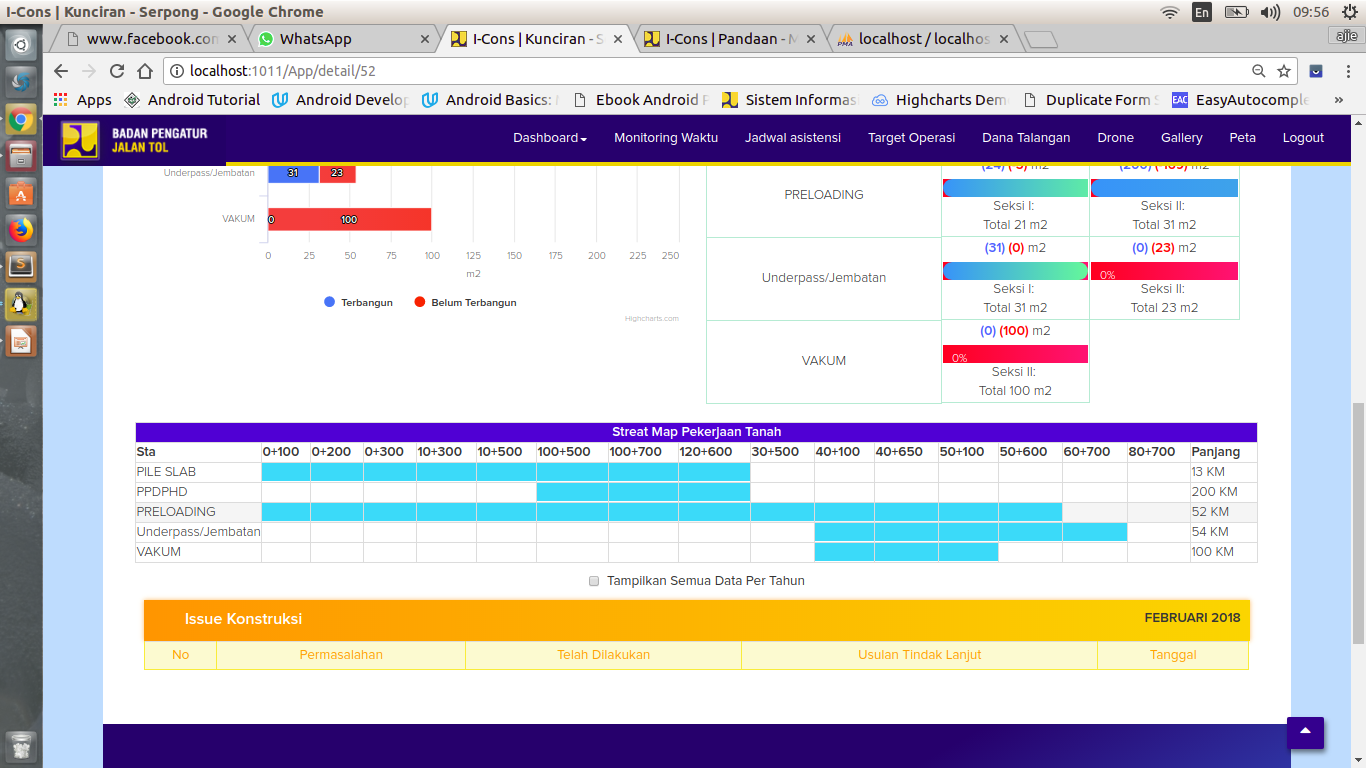 I-Cons | Kunciran - Serpong - Google Chrome
En
09:56
www.facebook.con
WhatsApp
I-Cons | Kunciran - S
I-Cons | Pandaan - M
localhost / localhos
ajie
localhost:1011/App/detail/52
Apps
Android Tutorial
Android Develop
Android Basics:
Ebook Android P
Sistem Informas
Highcharts Dem
Duplicate Form S
EAC
EasyAutocomple
»
BADAN PENGATUR
JALAN TOL
Dashboard
Monitoring Waktu
Jadwal asistensi
Target Operasi
Dana Talangan
Drone
Gallery
Peta
Logout
Underpass/Jembatan
31
23
VAKUM
0
100
0 25 50 75 100 125 150 175 200 225 250
m2
Terbangun
Belum Terbangun
Highcharts.com
PRELOADING
Seksi I:
Total 21 m2
Seksi II:
Total 31 m2
Underpass/Jembatan
(31) (0) m2
Seksi I:
Total 31 m2
(0) (23) m2
0%
Seksi II:
Total 23 m2
VAKUM
(0) (100) m2
0%
Seksi II:
Total 100 m2
Streat Map Pekerjaan Tanah
Sta 0+100 0+200 0+300 10+300 10+500 100+500 100+700 120+600 30+500 40+100 40+650 50+100 50+600 60+700 80+700 Panjang
PILE SLAB 13 KM
PPDPHD 200 KM
PRELOADING 52 KM
Underpass/Jembatan 54 KM
VAKUM 100 KM
Tampilkan Semua Data Per Tahun
Issue Konstruksi
FEBRUARI 2018
No Permasalahan Telah Dilakukan Usulan Tindak Lanjut Tanggal